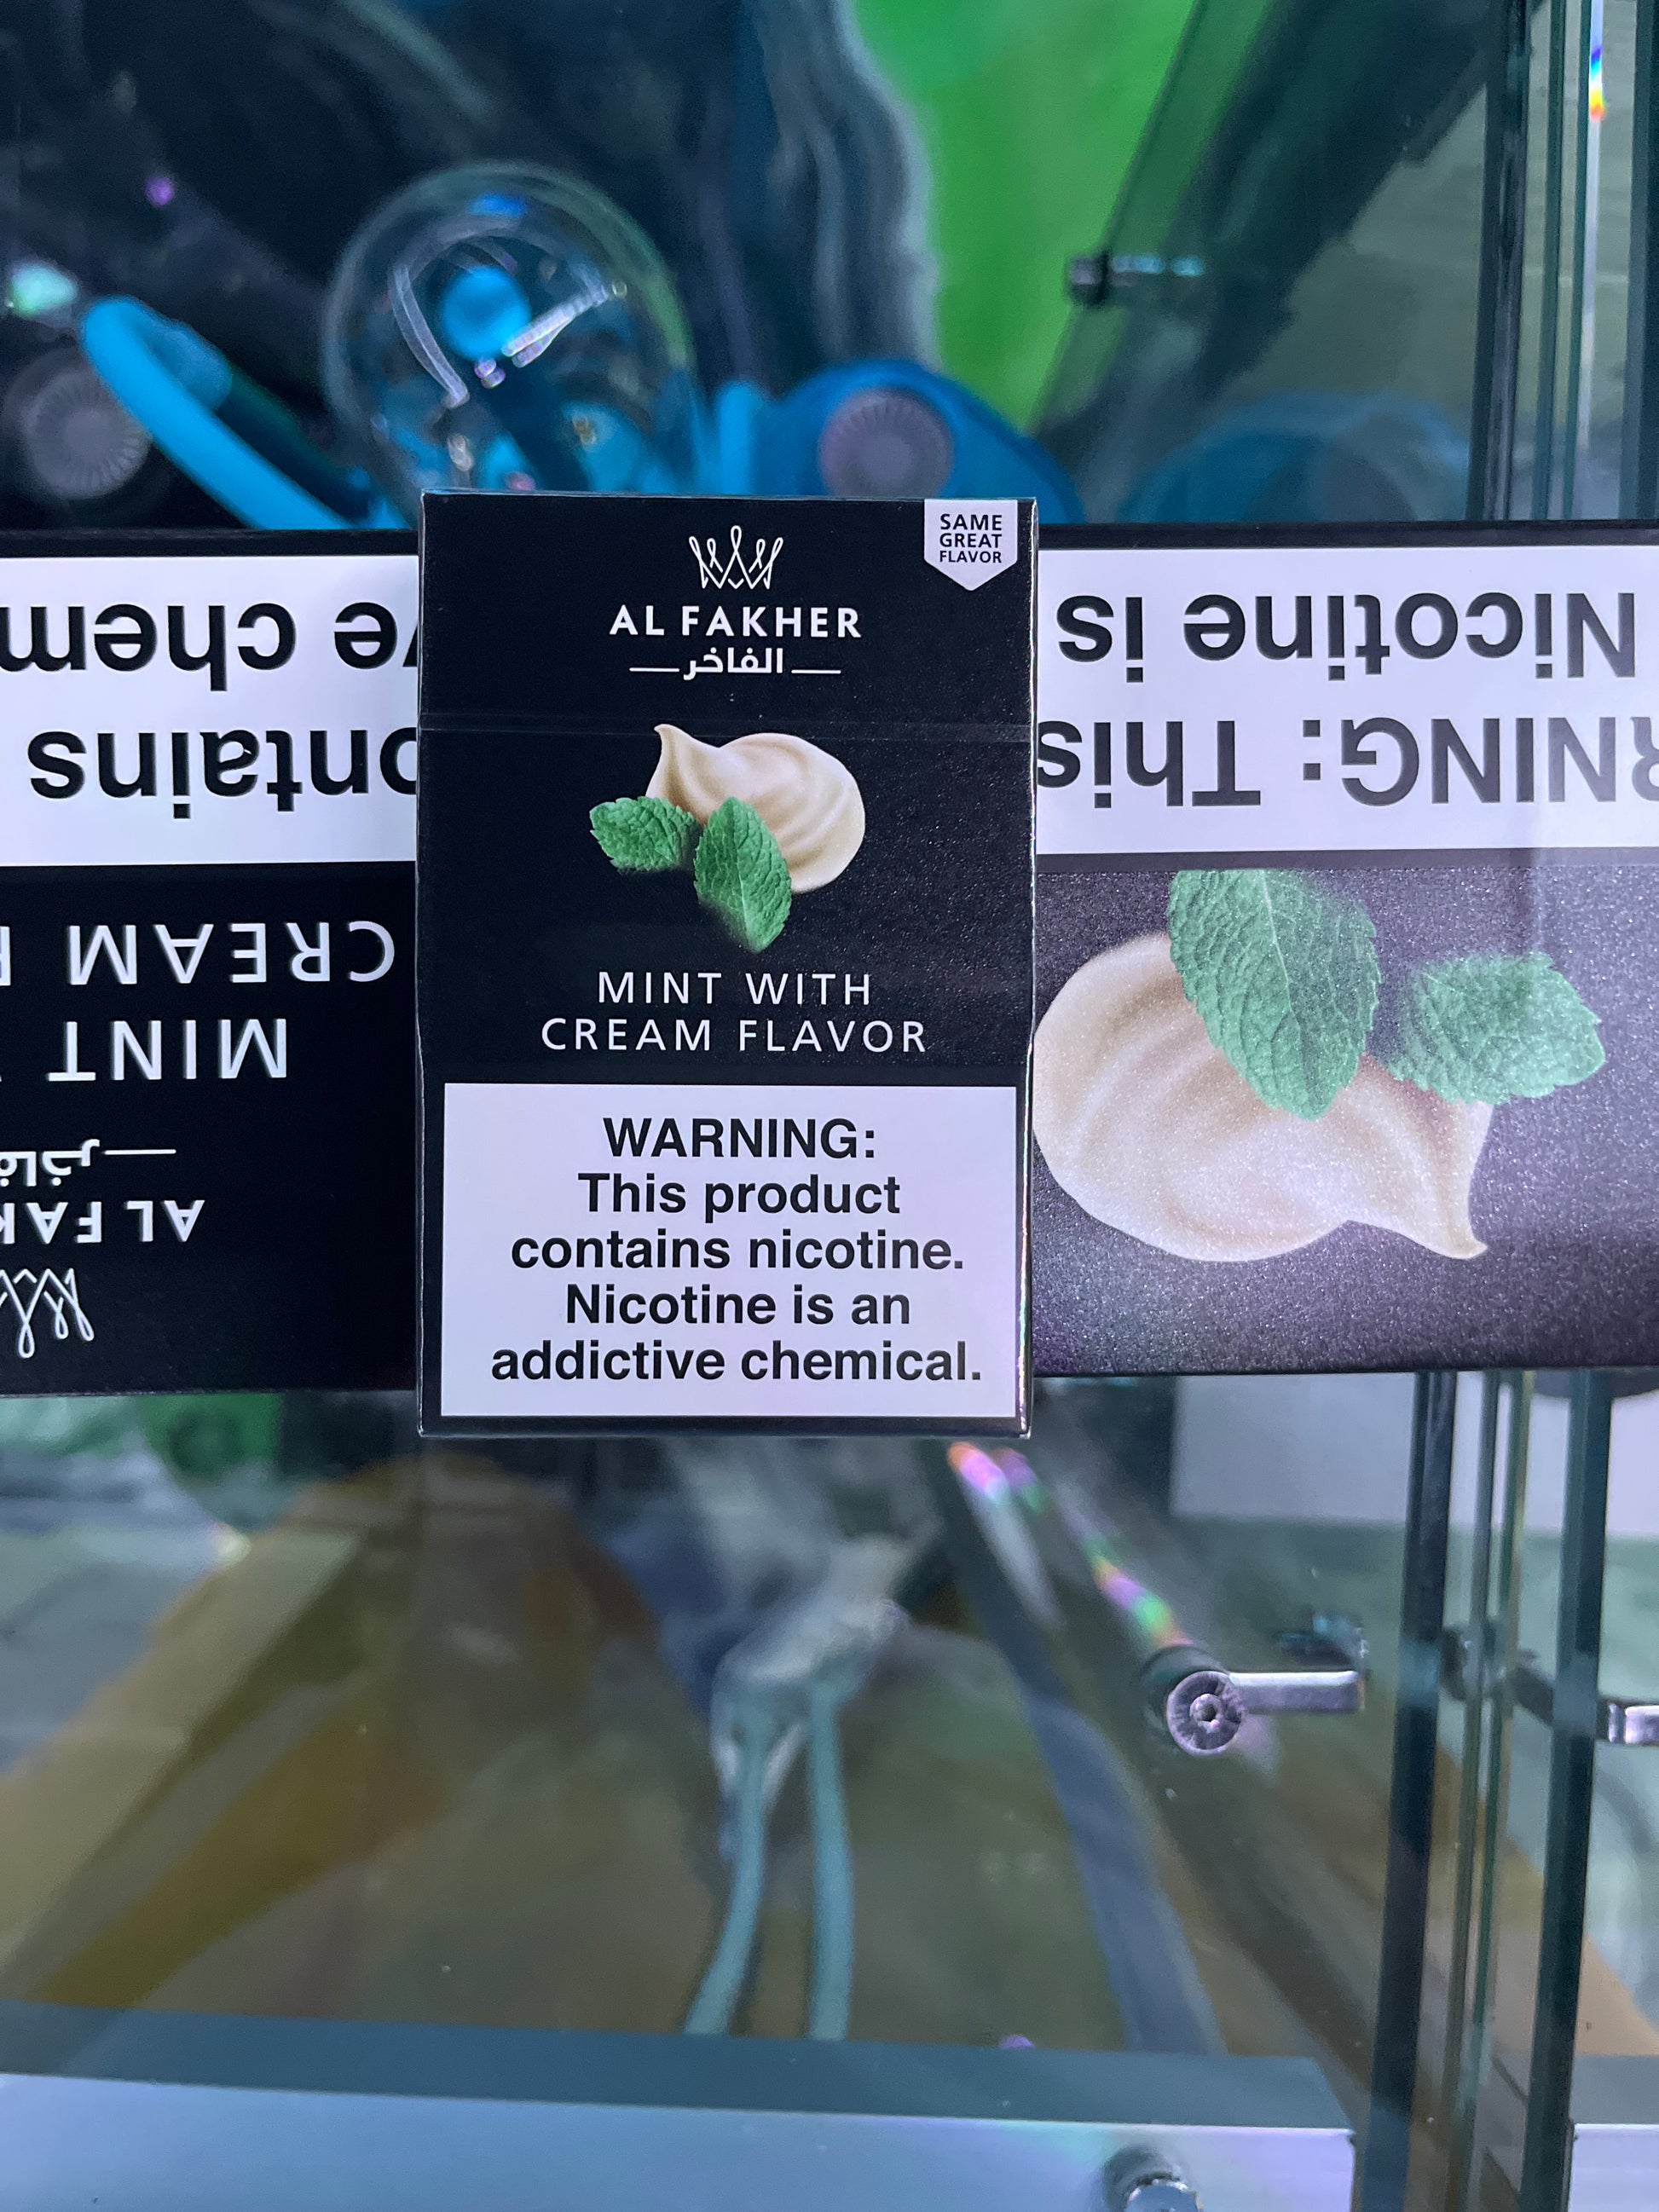 SAME
GREAT
FLAVOR
AL FAKHER
الفاخر
MINT WITH
CREAM FLAVOR
WARNING:
This product
contains nicotine.
Nicotine is an
addictive chemical.
ontains
ve chem
AL FAK
MINT
CREAM
RNING: This
Nicotine is